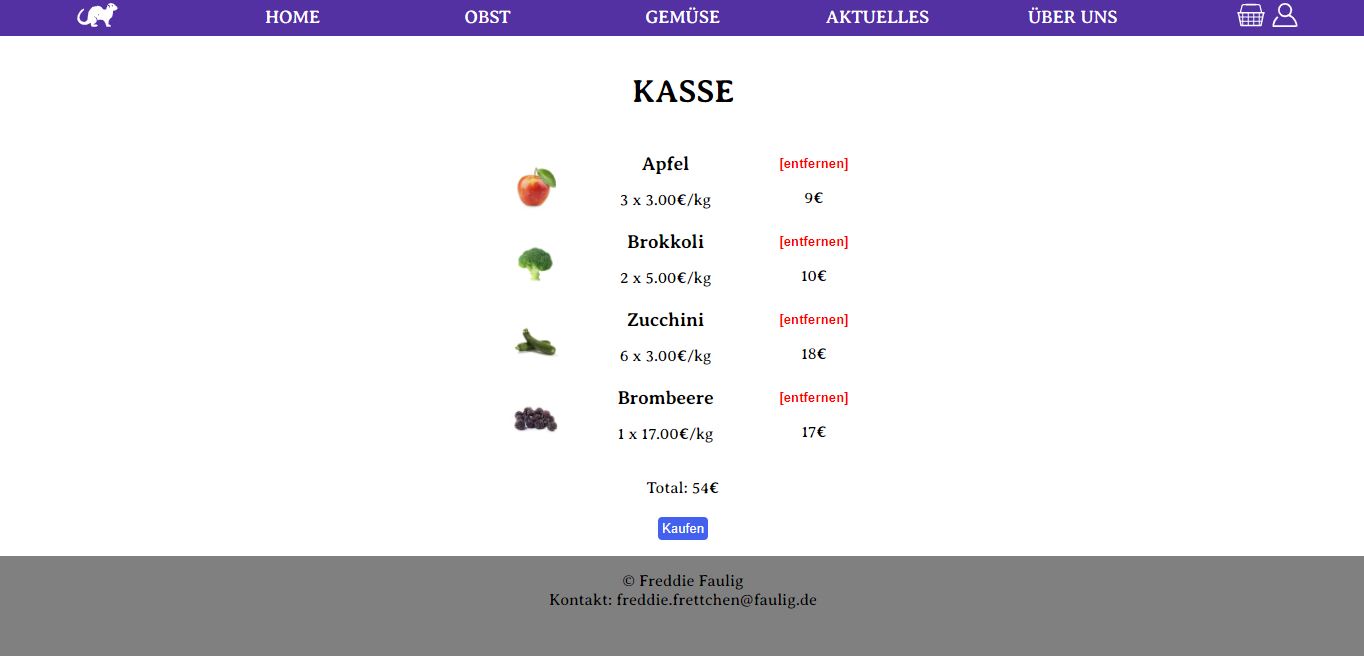 HOME OBST GEMÜSE AKTUELLES ÜBER UNS
KASSE
Apfel [entfernen]
3 x 3.00€/kg 9€
Brokkoli [entfernen]
2 x 5.00€/kg 10€
Zucchini [entfernen]
6 x 3.00€/kg 18€
Brombeere [entfernen]
1 x 17.00€/kg 17€
Total: 54€
Kaufen
© Freddie Faulig
Kontakt: freddie.frettchen@faulig.de